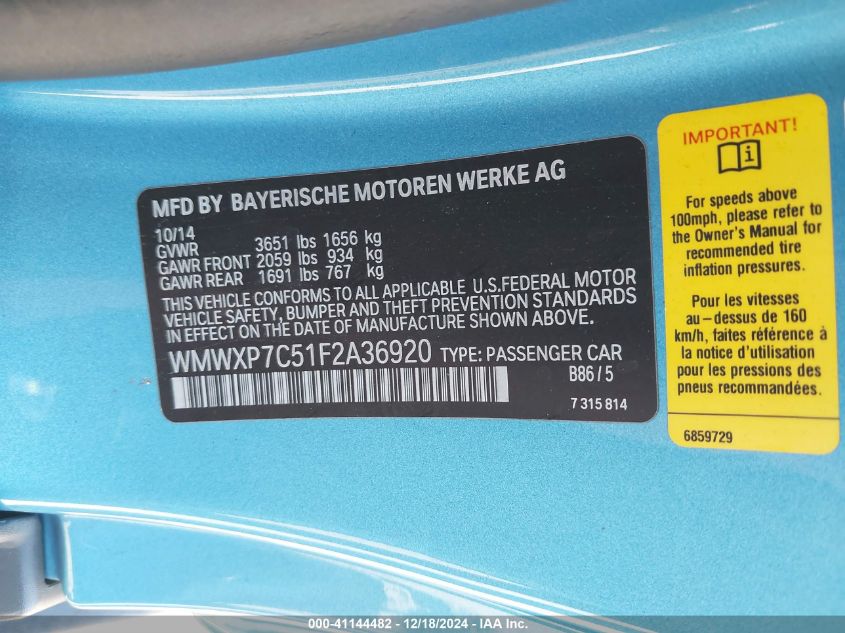 MFD BY BAYERISCHE MOTOREN WERKE AG
10/14
GVWR 3651 lbs 1656 kg
GAWR FRONT 2059 lbs 934 kg
GAWR REAR 1691 lbs 767 kg
THIS VEHICLE CONFORMS TO ALL APPLICABLE U.S.FEDERAL MOTOR
VEHICLE SAFETY, BUMPER, AND THEFT PREVENTION STANDARDS
IN EFFECT ON THE DATE OF MANUFACTURE SHOWN ABOVE.
WMWXP7C51F2A36920 TYPE: PASSENGER CAR
B86/5
7 315 814
IMPORTANT!
i
For speeds above
100mph, please refer to
the Owner's Manual for
recommended tire
inflation pressures.
Pour les vitesses
au-dessus de 160
km/h, faites référence à
la notice d'utilisation
pour les pressions des
pneus recommandées.
6859729
000-41144482 - 12/18/2024 - IAA Inc.